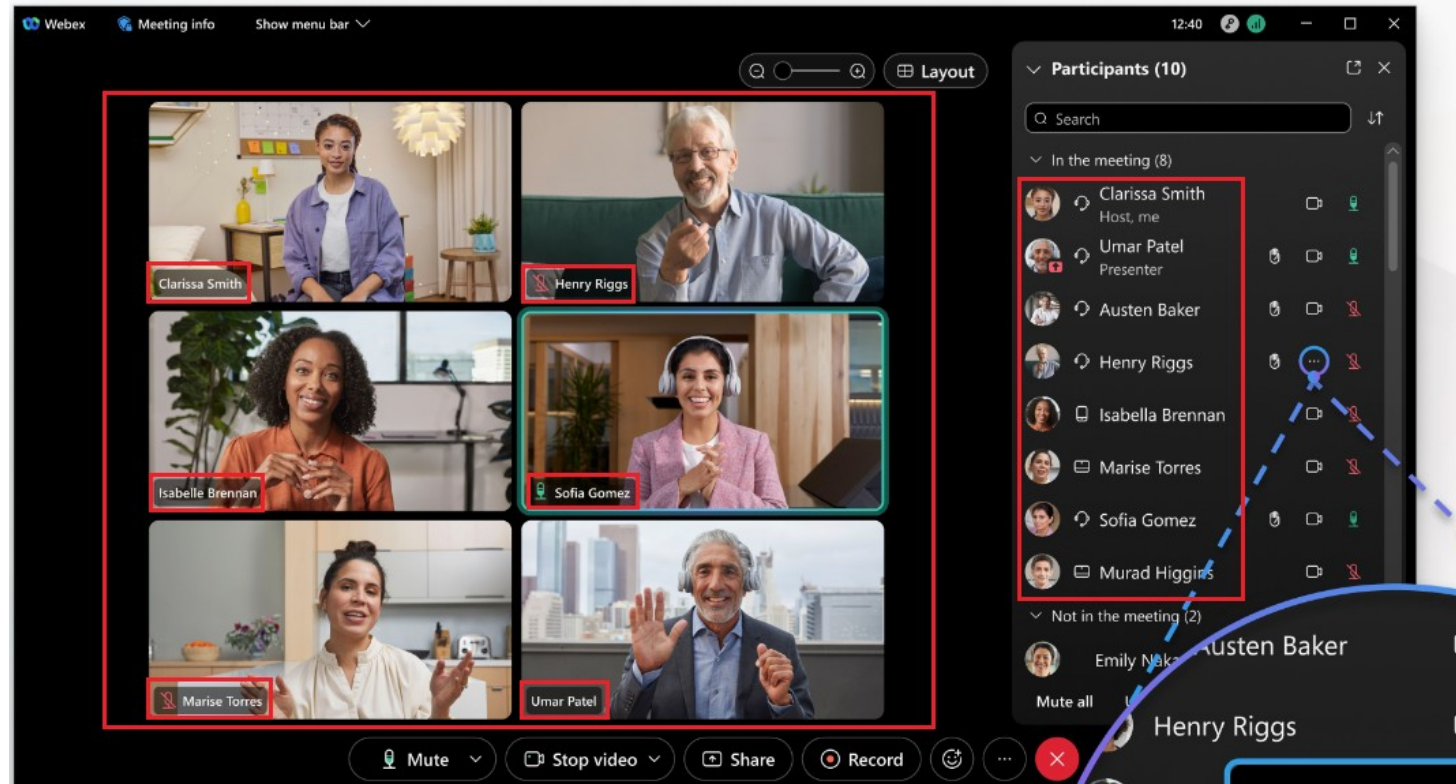 Webex Meeting info Show menu bar 12:40
Layout
Clarissa Smith
Henry Riggs
Isabelle Brennan
Sofia Gomez
Marise Torres
Umar Patel
Participants (10)
Search
In the meeting (8)
Clarissa Smith
Host, me
Umar Patel
Presenter
Austen Baker
Henry Riggs
Isabella Brennan
Marise Torres
Sofia Gomez
Murad Higgins
Not in the meeting (2)
Emily
Mute all
Austen Baker
Henry Riggs
Mute Stop video Share Record